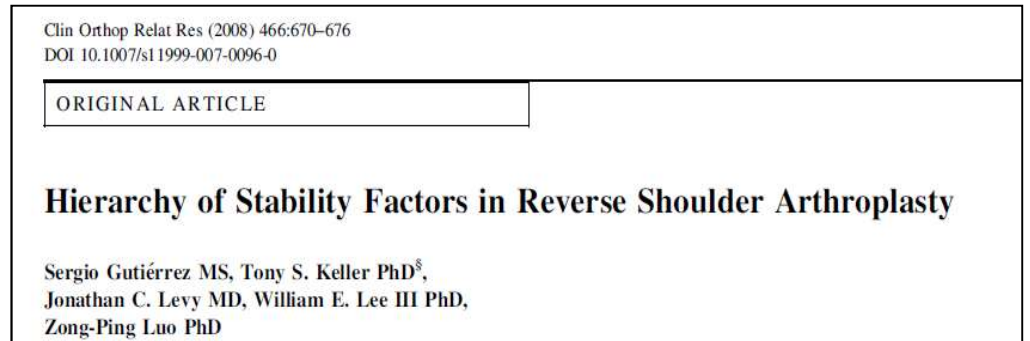 Clin Orthop Relat Res (2008) 466:670–676
DOI 10.1007/s11999-007-0096-0
ORIGINAL ARTICLE
Hierarchy of Stability Factors in Reverse Shoulder Arthroplasty
Sergio Gutiérrez MS, Tony S. Keller PhD§,
Jonathan C. Levy MD, William E. Lee III PhD,
Zong-Ping Luo PhD